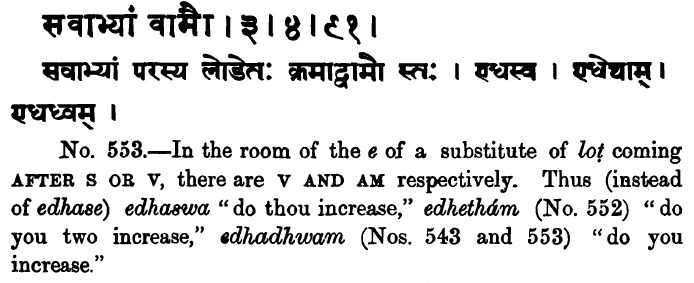 सवाभ्यां वामौ । ३ । ४ । ९१ ।
सवाभ्यां परस्य लोडेतः क्रमाद्वामौ स्तः । एधस्व । एधेथाम् ।
एधध्वम् ।
No. 553.—In the room of the e of a substitute of loṭ coming
AFTER S OR V, there are V AND AM respectively. Thus (instead
of edhase) edhaswa “do thou increase,” edhethám (No. 552) “do
you two increase,” edhadhwam (Nos. 543 and 553) “do you
increase.”